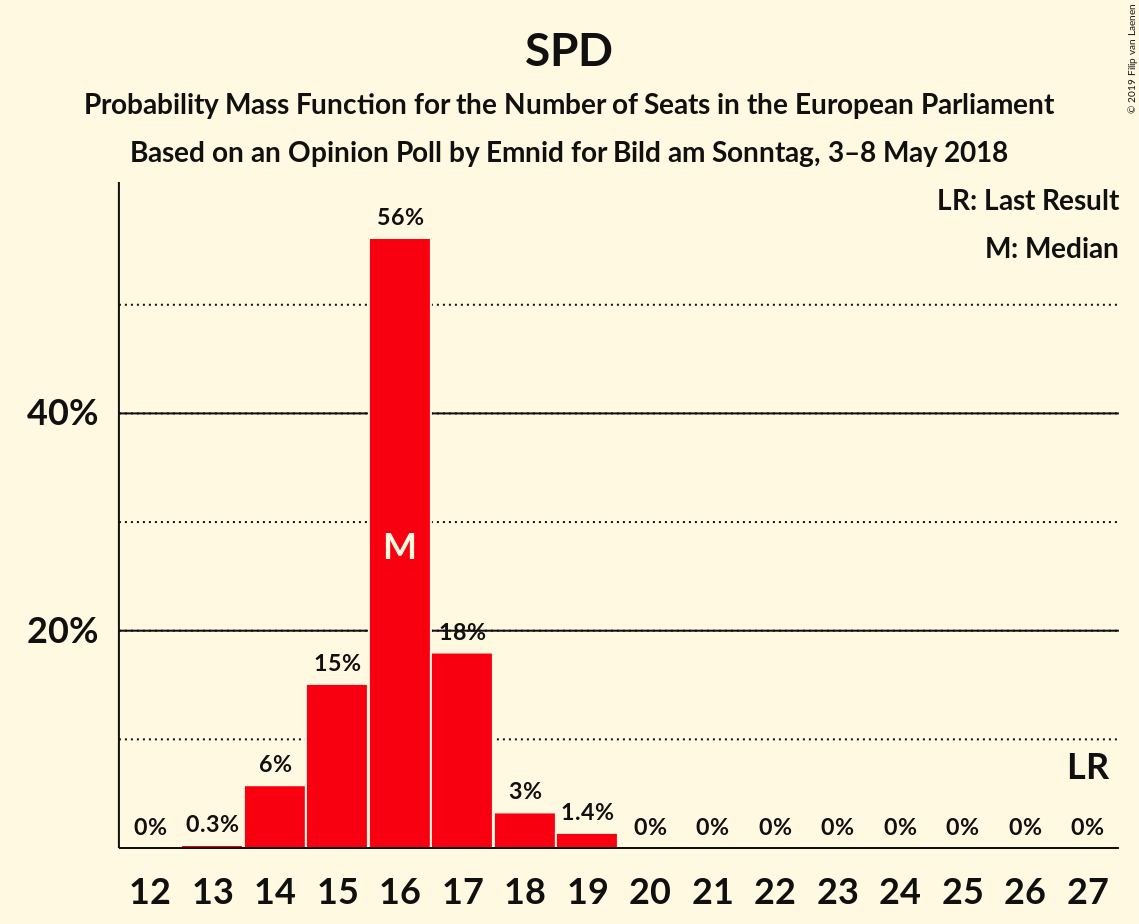 SPD
Probability Mass Function for the Number of Seats in the European Parliament
Based on an Opinion Poll by Emnid for Bild am Sonntag, 3–8 May 2018
© 2019 Filip van Laenen
LR: Last Result
M: Median
40%
20%
0%
0.3%
6%
15%
56%
M
18%
3%
1.4%
0%
0%
0%
0%
0%
0%
0%
0%
LR
12 13 14 15 16 17 18 19 20 21 22 23 24 25 26 27